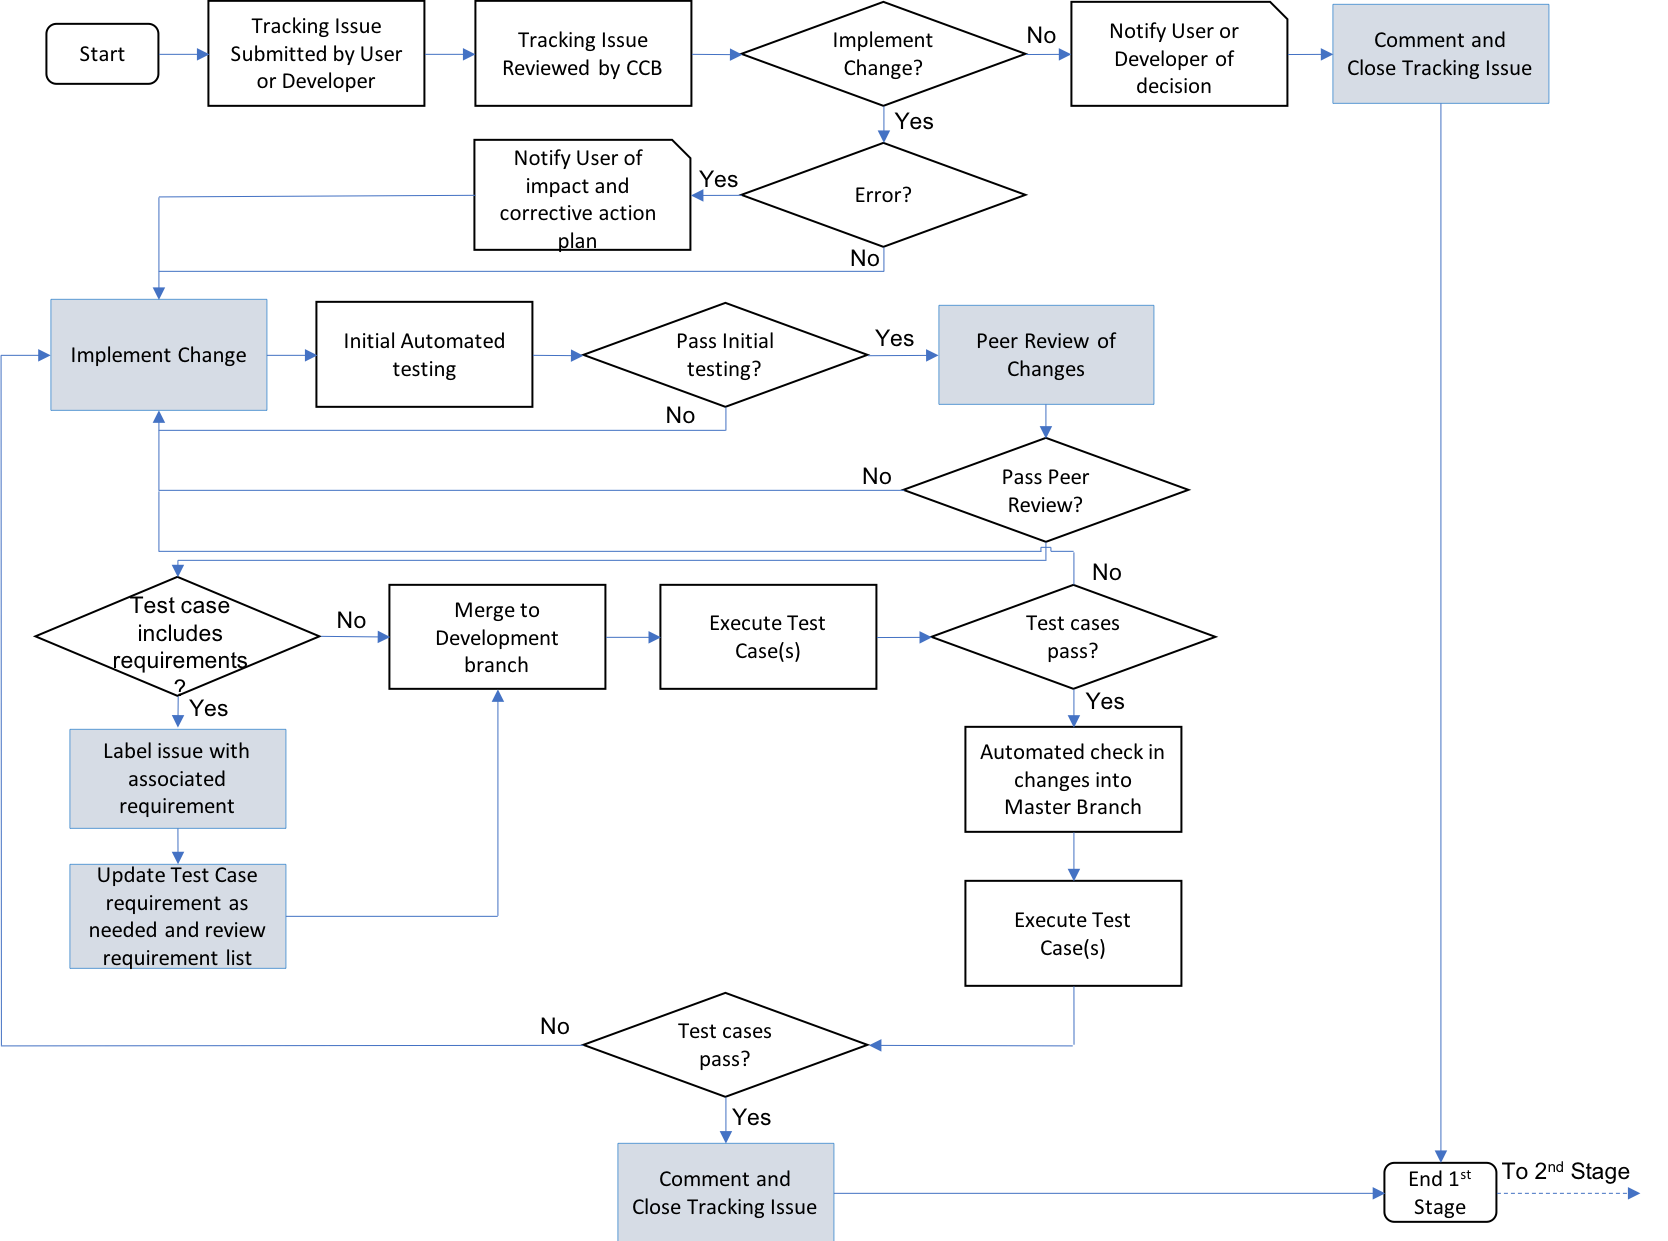 Start
Tracking Issue
Submitted by User
or Developer
Tracking Issue
Reviewed by CCB
Implement
Change?
No
Notify User or
Developer of
decision
Comment and
Close Tracking Issue
Yes
Notify User of
impact and
corrective action
plan
Yes
Error?
No
Implement Change
Initial Automated
testing
Pass Initial
testing?
Yes
Peer Review of
Changes
No
No
Pass Peer
Review?
Test case
includes
requirements
?
No
Merge to
Development
branch
Execute Test
Case(s)
No
Test cases
pass?
Yes
Yes
Label issue with
associated
requirement
Automated check in
changes into
Master Branch
Update Test Case
requirement as
needed and review
requirement list
Execute Test
Case(s)
No
Test cases
pass?
Yes
Comment and
Close Tracking Issue
End 1st
Stage
To 2nd Stage